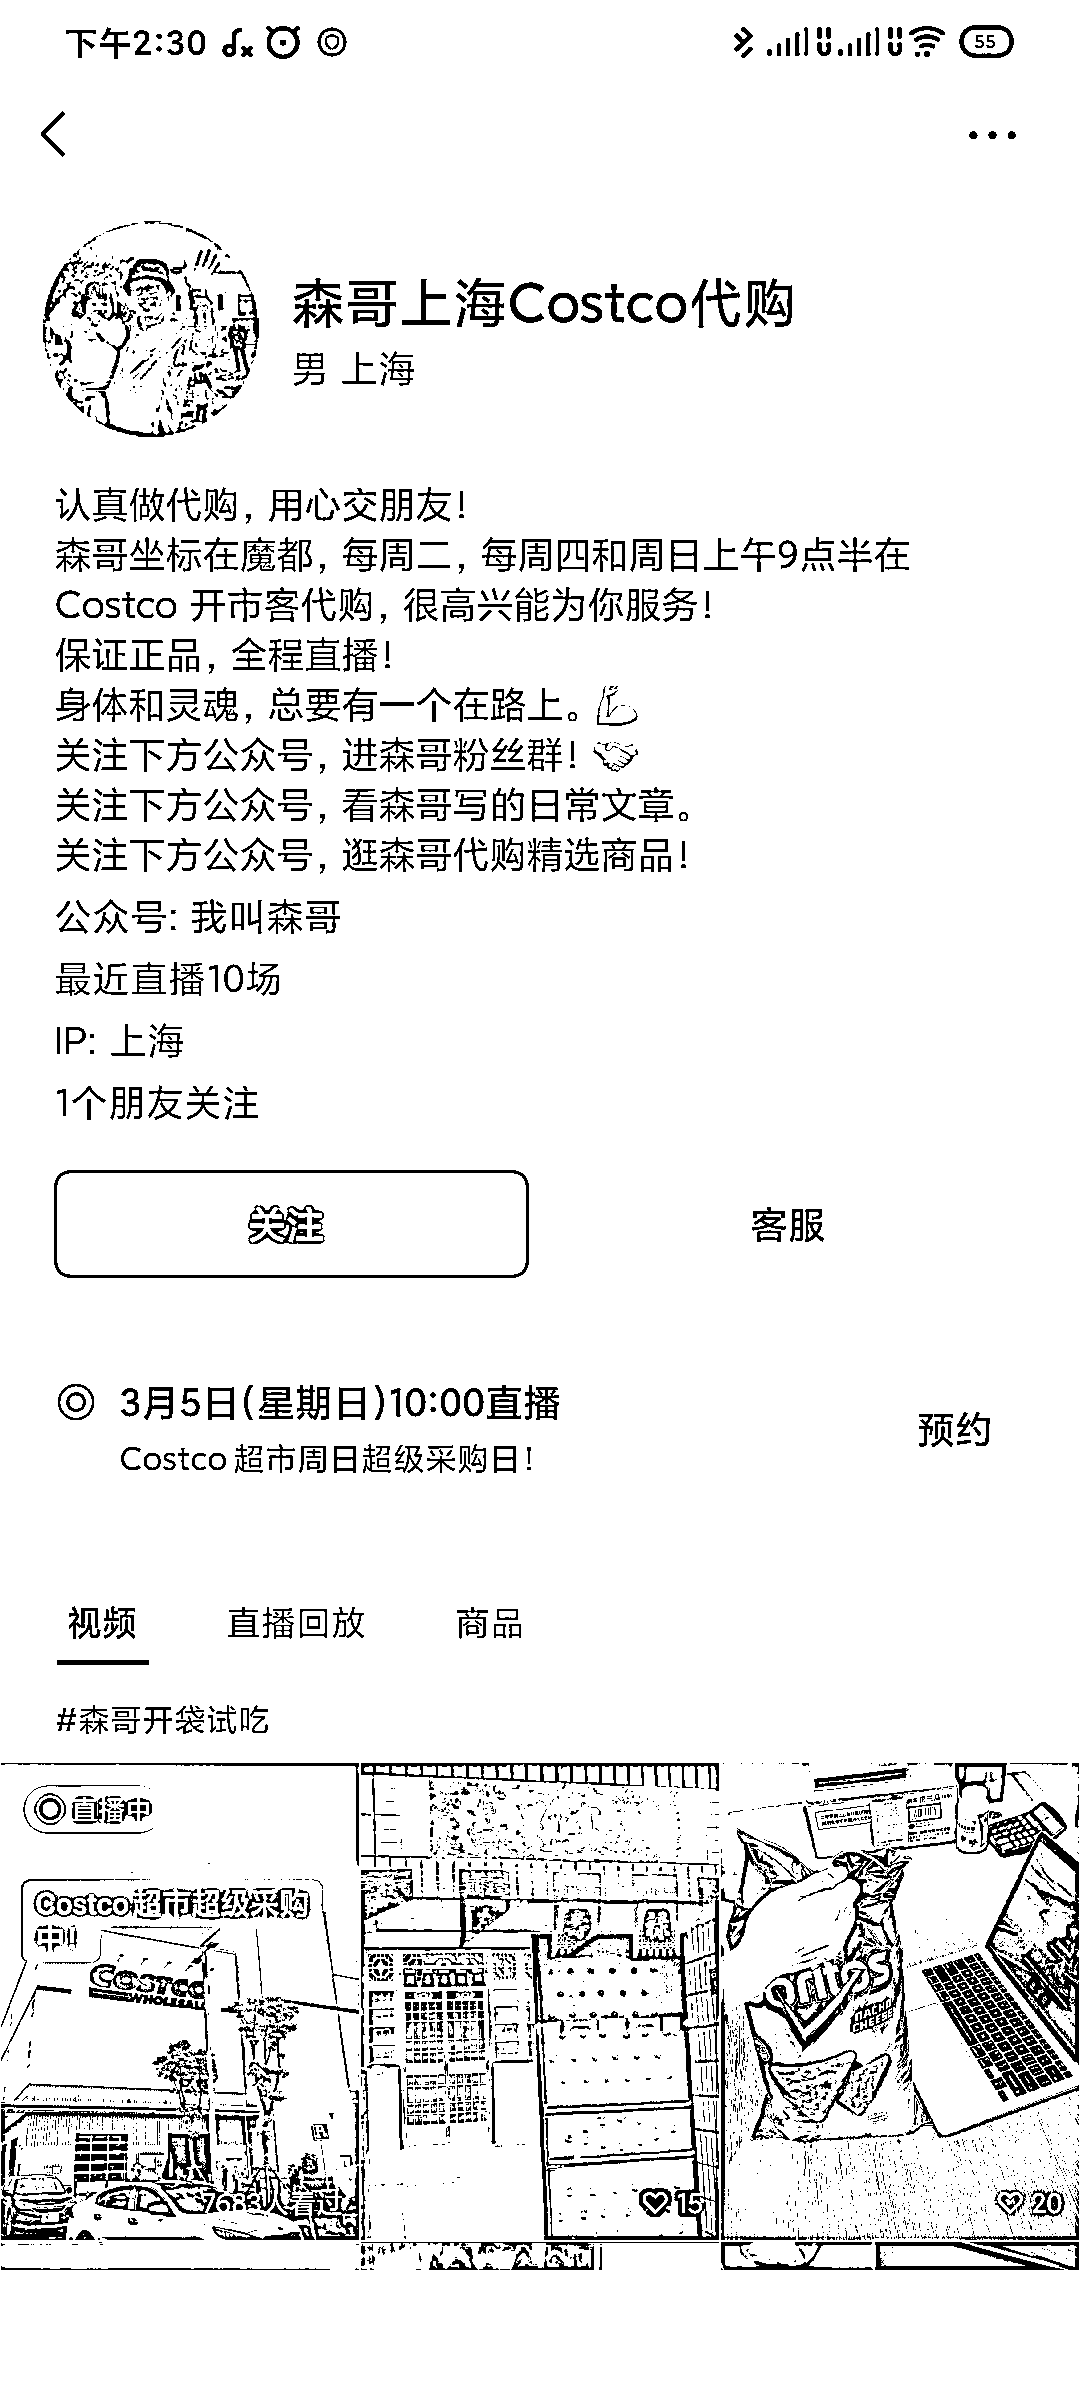 下午2:30
55
森哥上海Costco代购
男 上海
认真做代购，用心交朋友！
森哥坐标在魔都，每周二，每周四和周日上午9点半在
Costco 开市客代购，很高兴能为你服务！
保证正品，全程直播！
身体和灵魂，总要有一个在路上。💪
关注下方公众号，进森哥粉丝群！🤝
关注下方公众号，看森哥写的日常文章。
关注下方公众号，逛森哥代购精选商品！
公众号: 我叫森哥
最近直播10场
IP: 上海
1个朋友关注
关注
客服
3月5日(星期日)10:00直播
Costco超市周日超级采购日！
预约
视频
直播回放
商品
#森哥开袋试吃
直播中
Costco超市超级采购
中!!
COSTCO
WHOLESALE
7683人看过
15
20